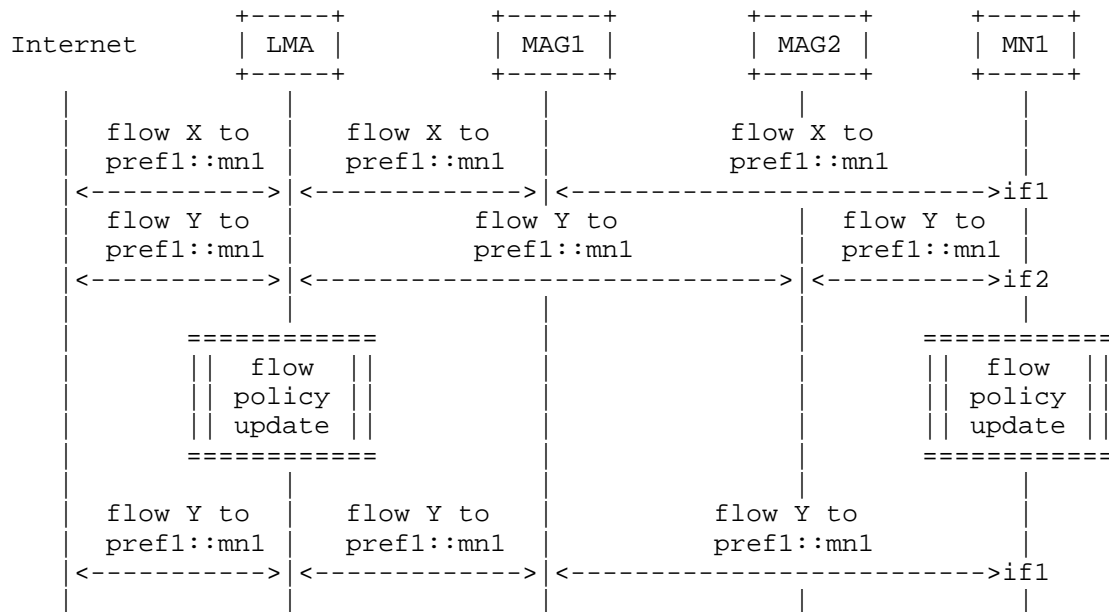 Internet LMA MAG1 MAG2 MN1
flow X to flow X to flow X to
pref1::mn1 pref1::mn1 pref1::mn1
if1
flow Y to flow Y to flow Y to
pref1::mn1 pref1::mn1 pref1::mn1
if2
flow flow
policy policy
update update
flow Y to flow Y to flow Y to
pref1::mn1 pref1::mn1 pref1::mn1
if1